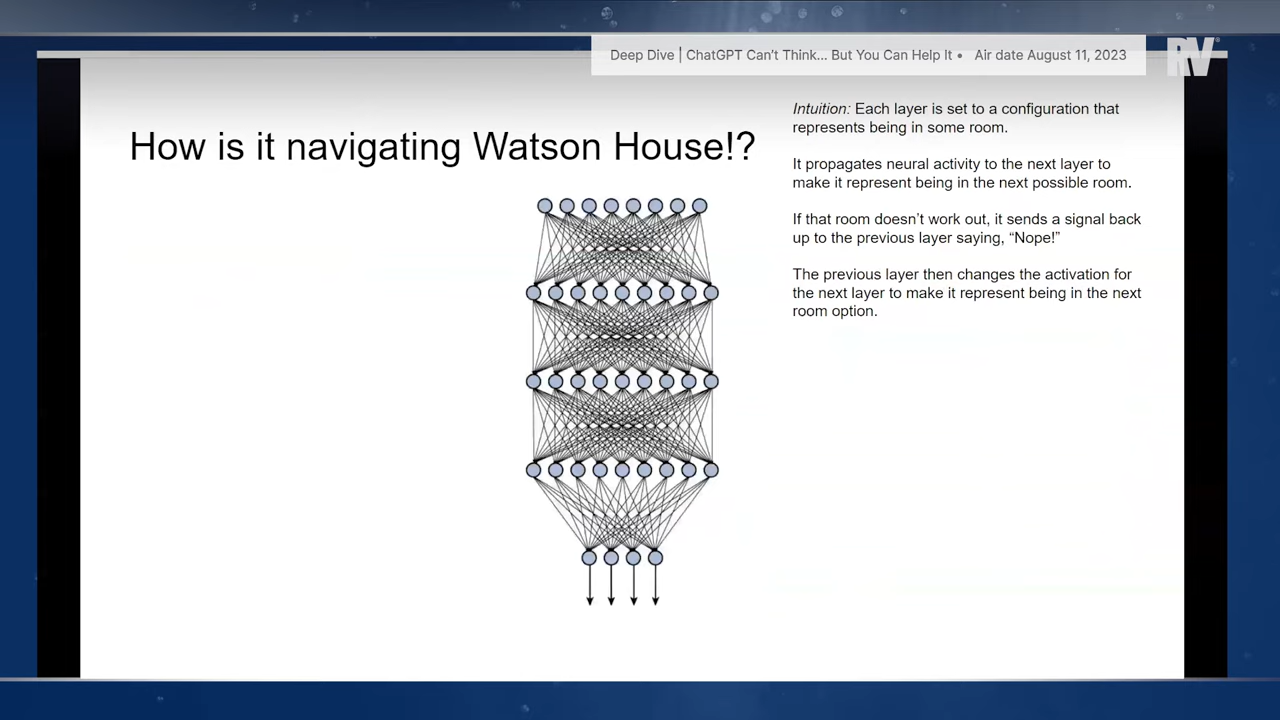 Deep Dive | ChatGPT Can’t Think... But You Can Help It • Air date August 11, 2023
RV
How is it navigating Watson House!?
Intuition: Each layer is set to a configuration that
represents being in some room.
It propagates neural activity to the next layer to
make it represent being in the next possible room.
If that room doesn’t work out, it sends a signal back
up to the previous layer saying, “Nope!”
The previous layer then changes the activation for
the next layer to make it represent being in the next
room option.